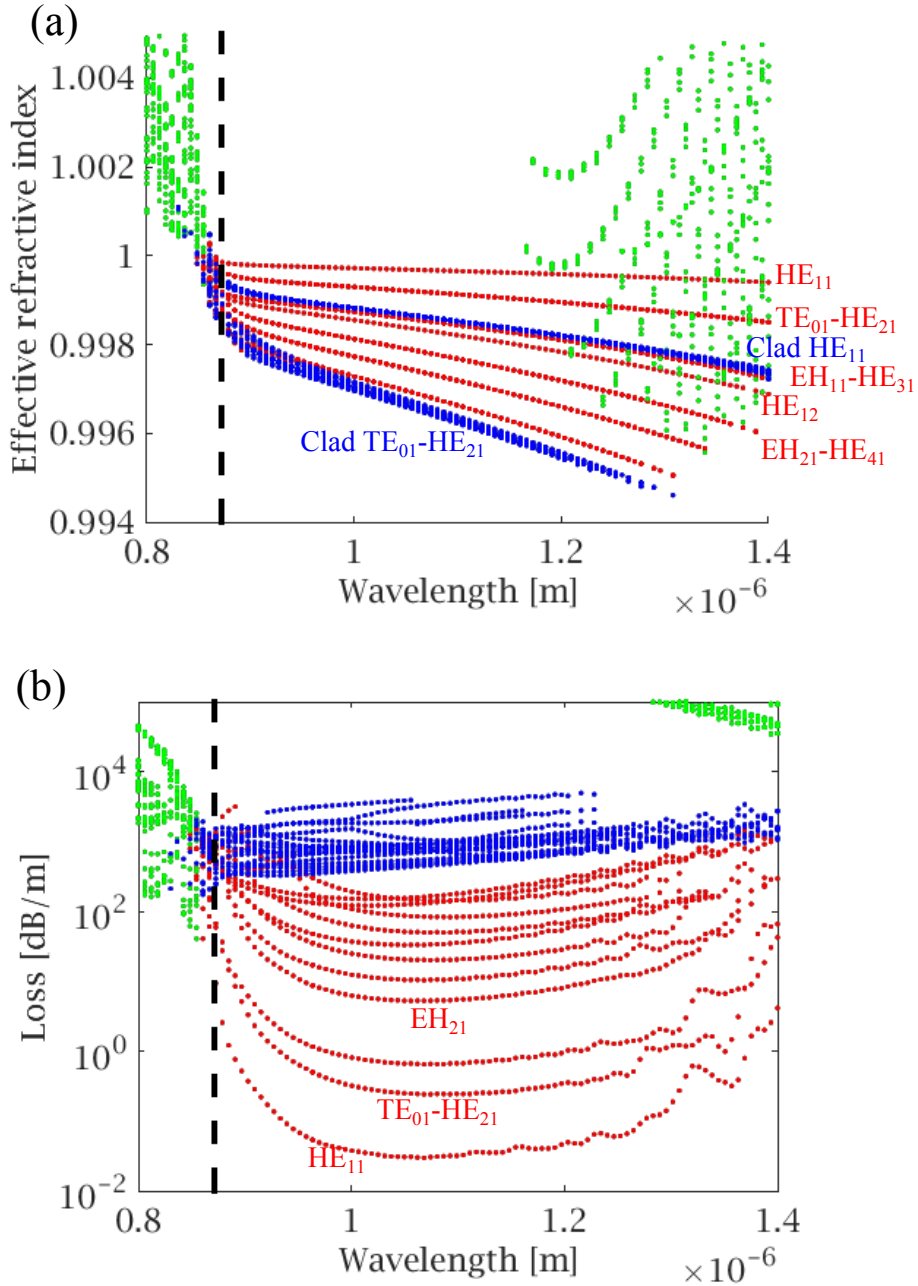 (a)
Effective refractive index
1.004
1.002
1
0.998
0.996
0.994
HE₁₁
TE₀₁-HE₂₁
Clad HE₁₁
EH₁₁-HE₃₁
HE₁₂
EH₂₁-HE₄₁
Clad TE₀₁-HE₂₁
0.8 1 1.2 1.4
Wavelength [m] ×10⁻⁶
(b)
Loss [dB/m]
10⁴
10²
10⁰
10⁻²
EH₂₁
TE₀₁-HE₂₁
HE₁₁
0.8 1 1.2 1.4
Wavelength [m] ×10⁻⁶